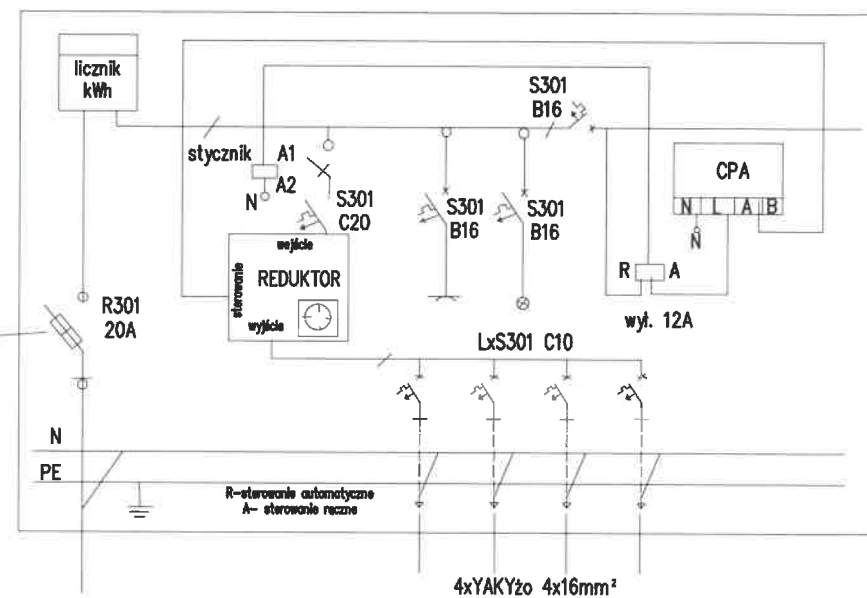 licznik
kWh
stycznik
A1
A2
N
S301
C20
S301
B16
S301
B16
S301
B16
CPA
N L A B
N
R A
wył. 12A
wejście
sterowanie
REDUKTOR
wyjście
R301
20A
LxS301 C10
N
PE
R-sterowanie automatyczne
A- sterowanie reczne
4xYAKYżo 4x16mm²